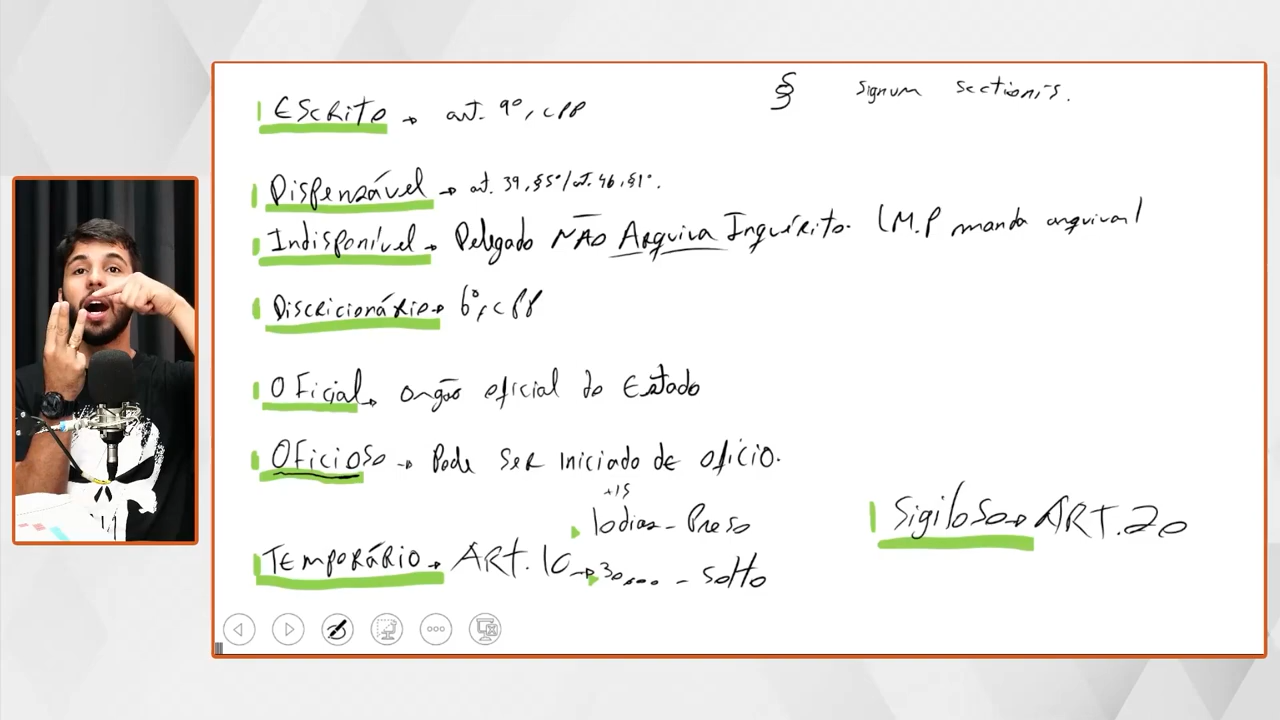 § Signum sectionis.
Escrito → art. 9º, CPP
Dispensável → art. 39, §5º/art. 46, §1º.
Indisponível → Delegado NÃO Arquiva Inquérito. (M.P manda arquivar)
Discricionário → 6º, CPP
Oficial → orgão oficial do Estado
Oficioso → Pode ser iniciado de ofício.
+15
10 dias - Preso
Sigiloso → ART. 20
Temporário → ART. 10 → 30 - Solto